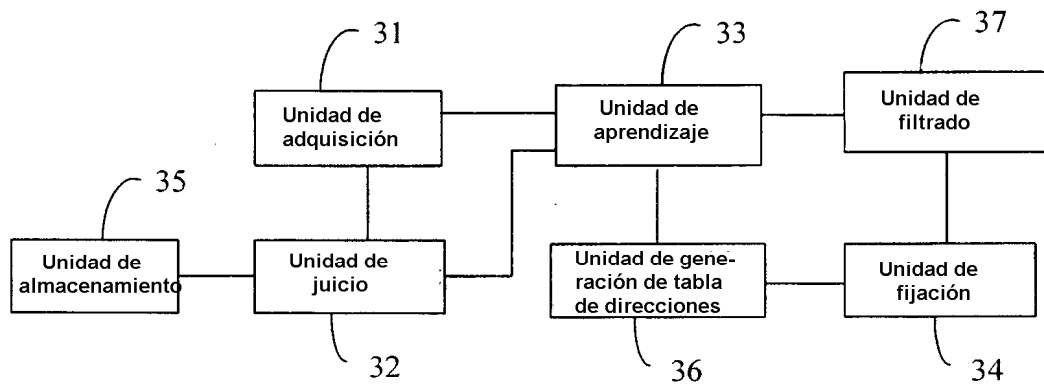 31
33
37
Unidad de
adquisición
Unidad de
aprendizaje
Unidad de
filtrado
35
Unidad de
almacenamiento
Unidad de
juicio
Unidad de gene-
ración de tabla
de direcciones
Unidad de
fijación
32
36
34